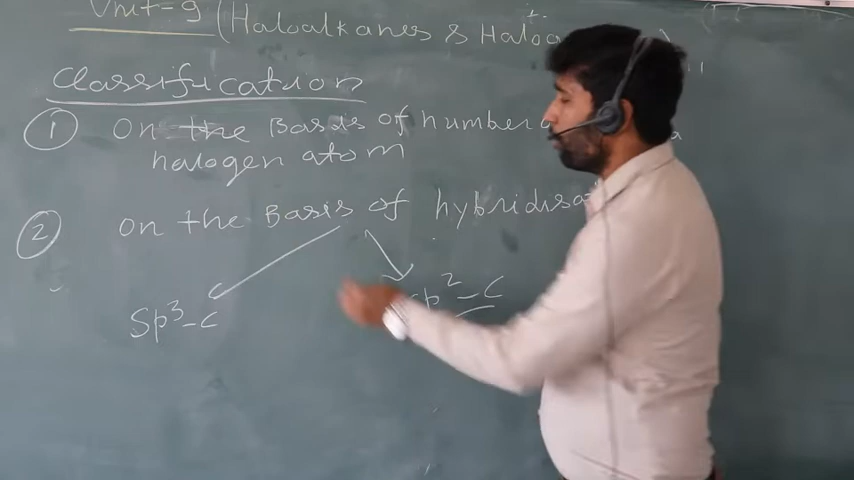 Unit-9 (Haloalkanes & Haloa
Classification
① On the Basis of number o
halogen atom
② on the Basis of hybridisa
Sp³-c sp²-c